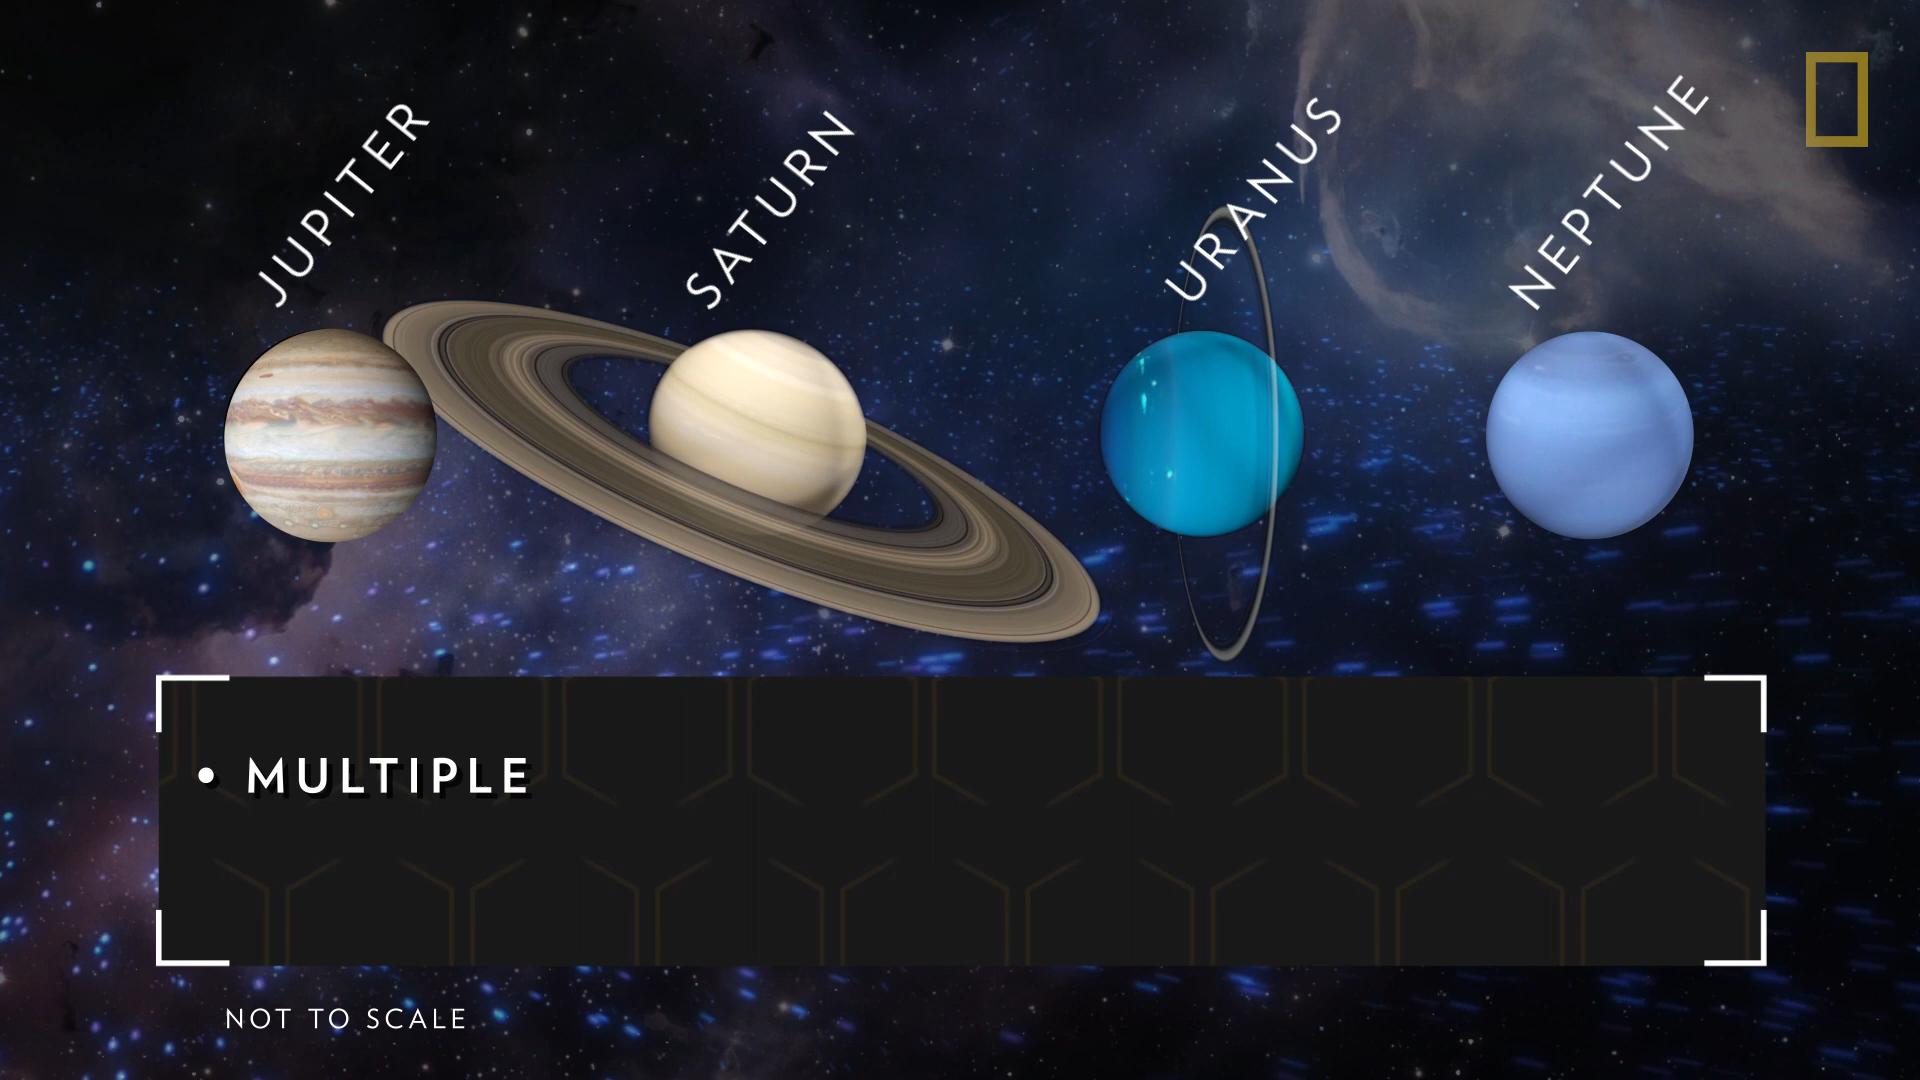 JUPITER
SATURN
URANUS
NEPTUNE
• MULTIPLE
NOT TO SCALE